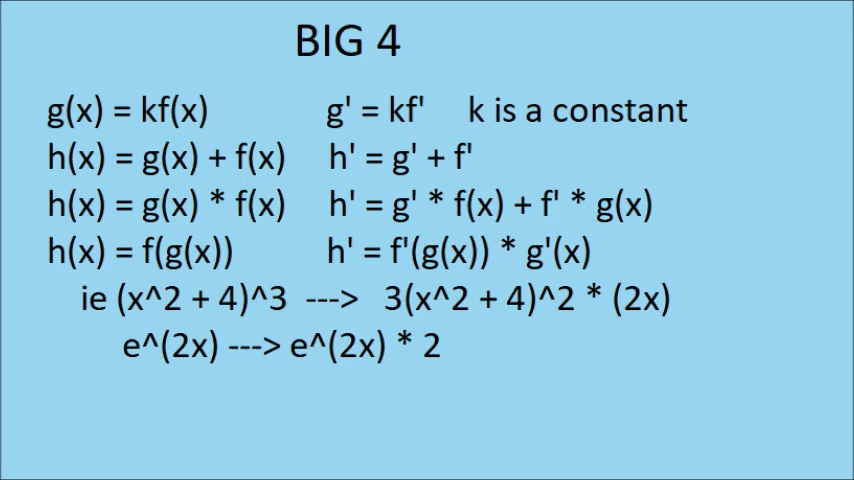 BIG 4
g(x) = kf(x) g' = kf' k is a constant
h(x) = g(x) + f(x) h' = g' + f'
h(x) = g(x) * f(x) h' = g' * f(x) + f' * g(x)
h(x) = f(g(x)) h' = f'(g(x)) * g'(x)
ie (x^2 + 4)^3 ---> 3(x^2 + 4)^2 * (2x)
e^(2x) ---> e^(2x) * 2